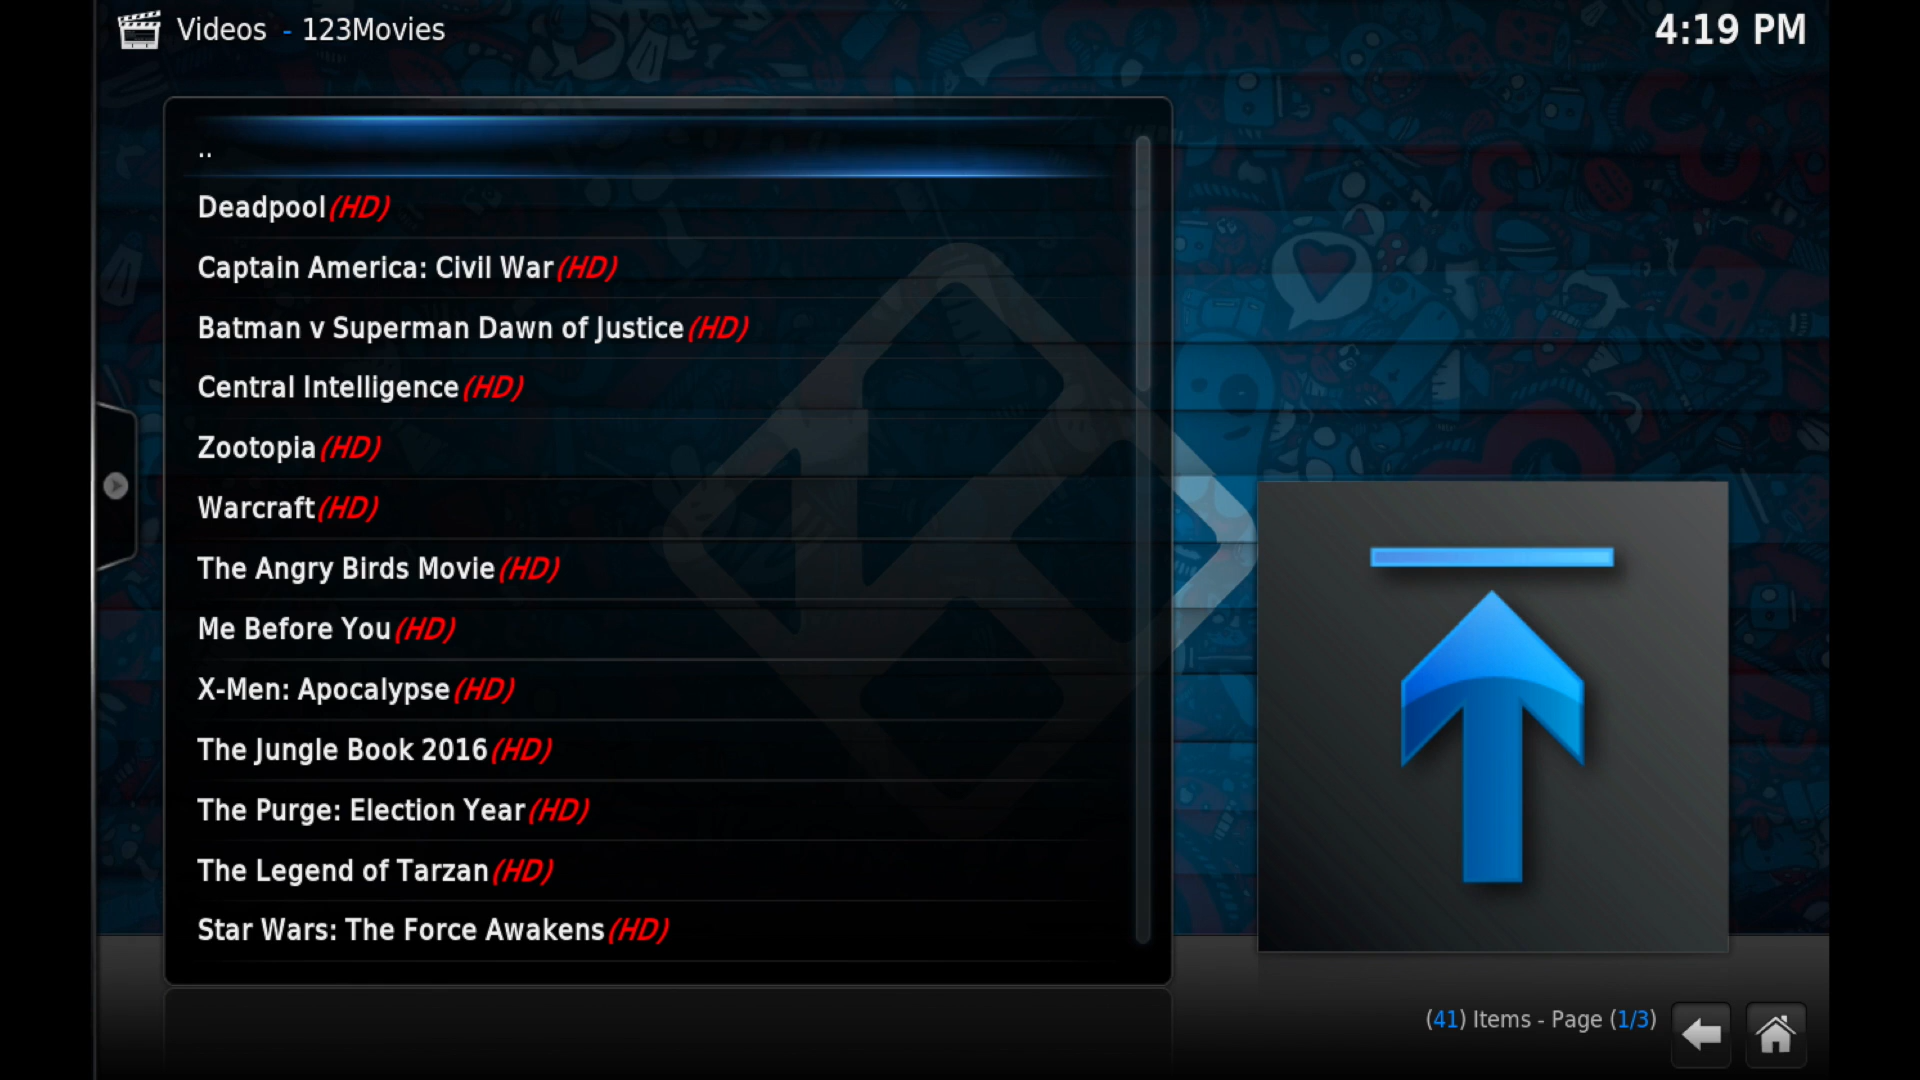 Videos - 123Movies
4:19 PM
..
Deadpool(HD)
Captain America: Civil War(HD)
Batman v Superman Dawn of Justice(HD)
Central Intelligence(HD)
Zootopia(HD)
Warcraft(HD)
The Angry Birds Movie(HD)
Me Before You(HD)
X-Men: Apocalypse(HD)
The Jungle Book 2016(HD)
The Purge: Election Year(HD)
The Legend of Tarzan(HD)
Star Wars: The Force Awakens(HD)
(41) Items - Page (1/3)